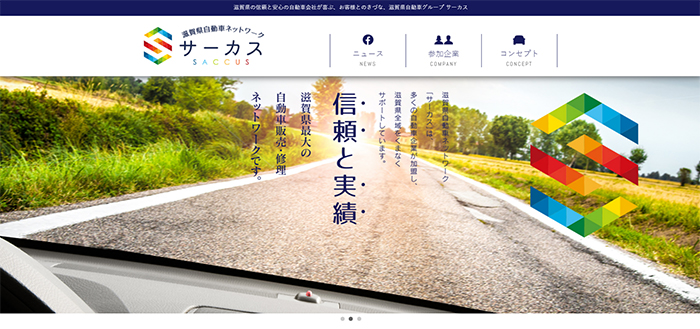 滋賀県の信頼と安心の自動車会社が喜ぶ、お客様とのきづな、滋賀県自動車グループ サーカス
滋賀県自動車ネットワーク
サーカス
SACCUS
ニュース
NEWS
参加企業
COMPANY
コンセプト
CONCEPT
滋賀県自動車ネットワーク
「サーカス」は、
多くの自動車企業が加盟し、
滋賀県全域をくまなく
サポートしています。
信頼と実績
滋賀県最大の
自動車販売・修理
ネットワークです。